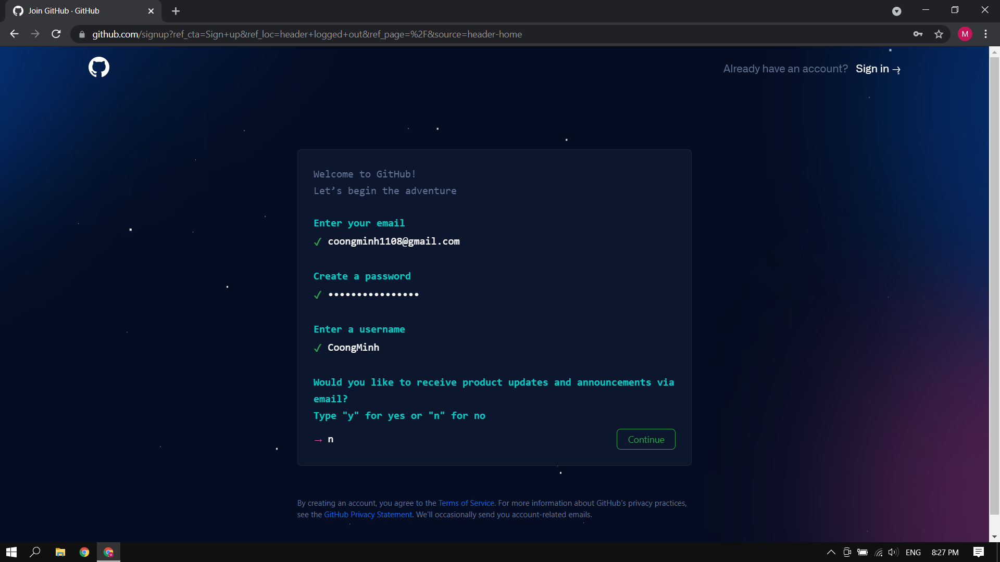 Join GitHub · GitHub
github.com/signup?ref_cta=Sign+up&ref_loc=header+logged+out&ref_page=%2F&source=header-home
M
Already have an account? Sign in →
Welcome to GitHub!
Let’s begin the adventure
Enter your email
✓ coongminh1108@gmail.com
Create a password
✓ ••••••••••••••••
Enter a username
✓ CoongMinh
Would you like to receive product updates and announcements via
email?
Type "y" for yes or "n" for no
→ n
Continue
By creating an account, you agree to the Terms of Service. For more information about GitHub's privacy practices,
see the GitHub Privacy Statement. We'll occasionally send you account-related emails.
ENG
8:27 PM